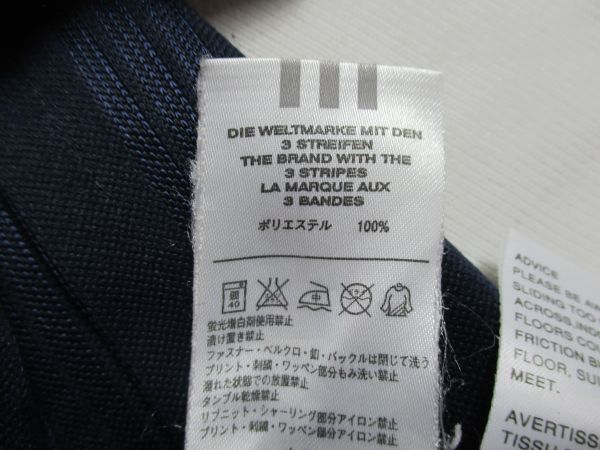 DIE WELTMARKE MIT DEN
3 STREIFEN
THE BRAND WITH THE
3 STRIPES
LA MARQUE AUX
3 BANDES
ポリエステル 100%
弱
40
中
蛍光増白剤使用禁止
漬け置き禁止
ファスナー・ベルクロ・釦・バックルは閉じて洗う
プリント・刺繍・ワッペン部分もみ洗い禁止
濡れた状態での放置禁止
タンブル乾燥禁止
リブニット・シャーリング部分アイロン禁止
プリント・刺繍・ワッペン部分アイロン禁止
ADVICE
PLEASE BE AW
SLIDING TOO
ACROSS,INDO
FLOORS COU
FRICTION B
FLOOR, SU
MEET.
AVERTISS
TISSU